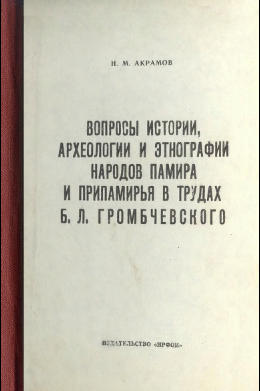 Н. М. АКРАМОВ
ВОПРОСЫ ИСТОРИИ,
АРХЕОЛОГИИ И ЭТНОГРАФИИ
НАРОДОВ ПАМИРА
И ПРИПАМИРЬЯ В ТРУДАХ
Б. Л. ГРОМБЧЕВСКОГО
ИЗДАТЕЛЬСТВО «ИРФОН»